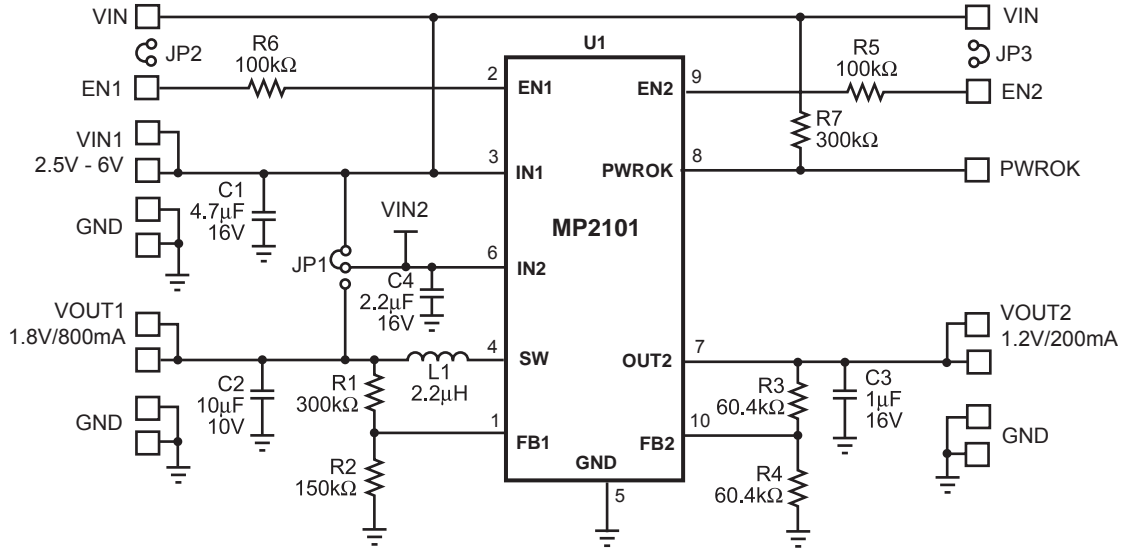 VIN
VIN
JP2
JP3
R6
100kΩ
U1
R5
100kΩ
EN1
2
EN1
EN2
9
EN2
VIN1
2.5V - 6V
R7
300kΩ
3
IN1
PWROK
8
PWROK
C1
4.7µF
16V
GND
VIN2
MP2101
JP1
6
IN2
C4
2.2µF
16V
VOUT1
1.8V/800mA
VOUT2
1.2V/200mA
4
SW
OUT2
7
L1
2.2µH
C2
10µF
10V
R1
300kΩ
R3
60.4kΩ
C3
1µF
16V
GND
1
FB1
FB2
10
GND
R2
150kΩ
GND
5
R4
60.4kΩ